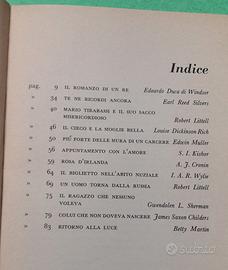 Indice
pag. 9 IL ROMANZO DI UN RE Edoardo Duca di Windsor
» 34 TE NE RICORDI ANCORA Earl Reed Silvers
» 40 MARIO TIRABASSI E IL SUO SACCO
MISERICORDIOSO Robert Littell
» 46 IL CIECO E LA MOGLIE BELLA Louise Dickinson Rich
» 50 PIÙ FORTE DELLE MURA DI UN CARCERE Edwin Muller
» 56 APPUNTAMENTO CON L'AMORE S. I. Kishor
» 59 ROSA D'IRLANDA A. J. Cronin
» 64 IL BIGLIETTO NELL'ABITO NUZIALE I. A. R. Wylie
» 69 UN UOMO TORNA DALLA RUSSIA Robert Littell
» 75 IL RAGAZZO CHE NESSUNO
VOLEVA Gwendolen L. Sherman
» 79 COLUI CHE NON DOVEVA NASCERE James Saxon Childers
» 83 RITORNO ALLA LUCE Betty Martin
subito